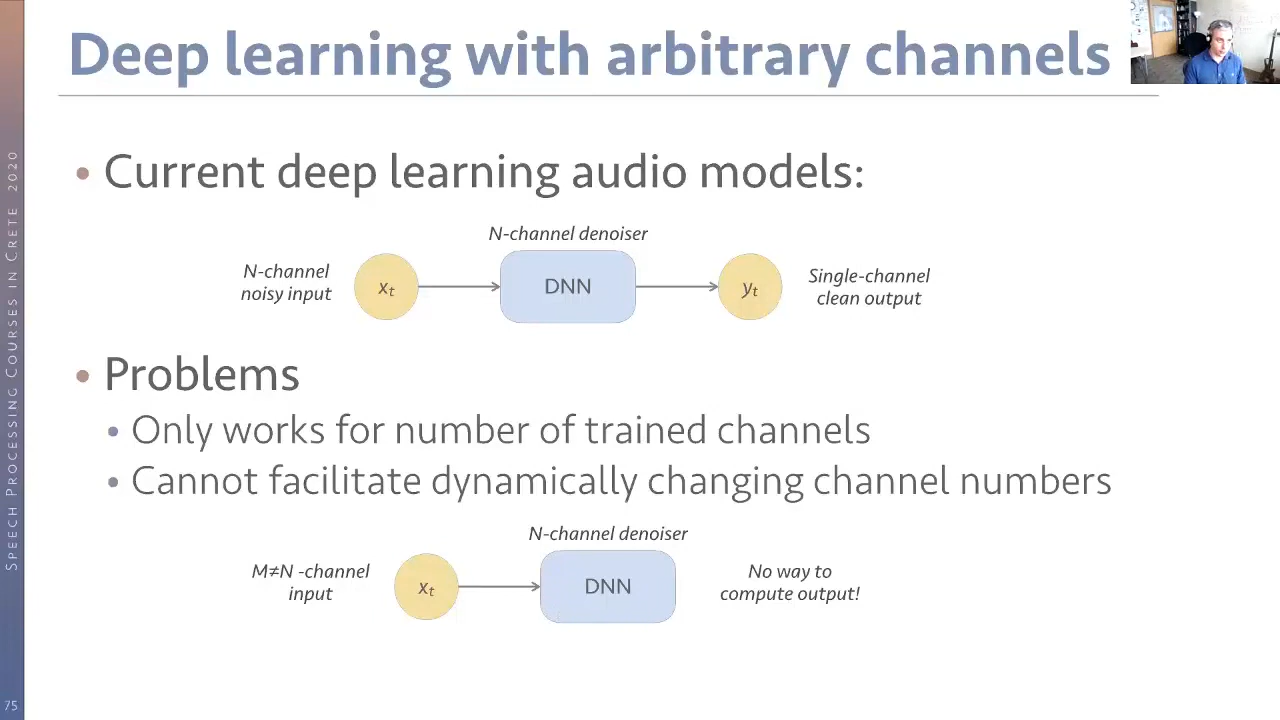 Deep learning with arbitrary channels
• Current deep learning audio models:
N-channel denoiser
N-channel
noisy input
xt
DNN
yt
Single-channel
clean output
• Problems
• Only works for number of trained channels
• Cannot facilitate dynamically changing channel numbers
N-channel denoiser
M≠N -channel
input
xt
DNN
No way to
compute output!
Speech Processing Courses in Crete 2020
75